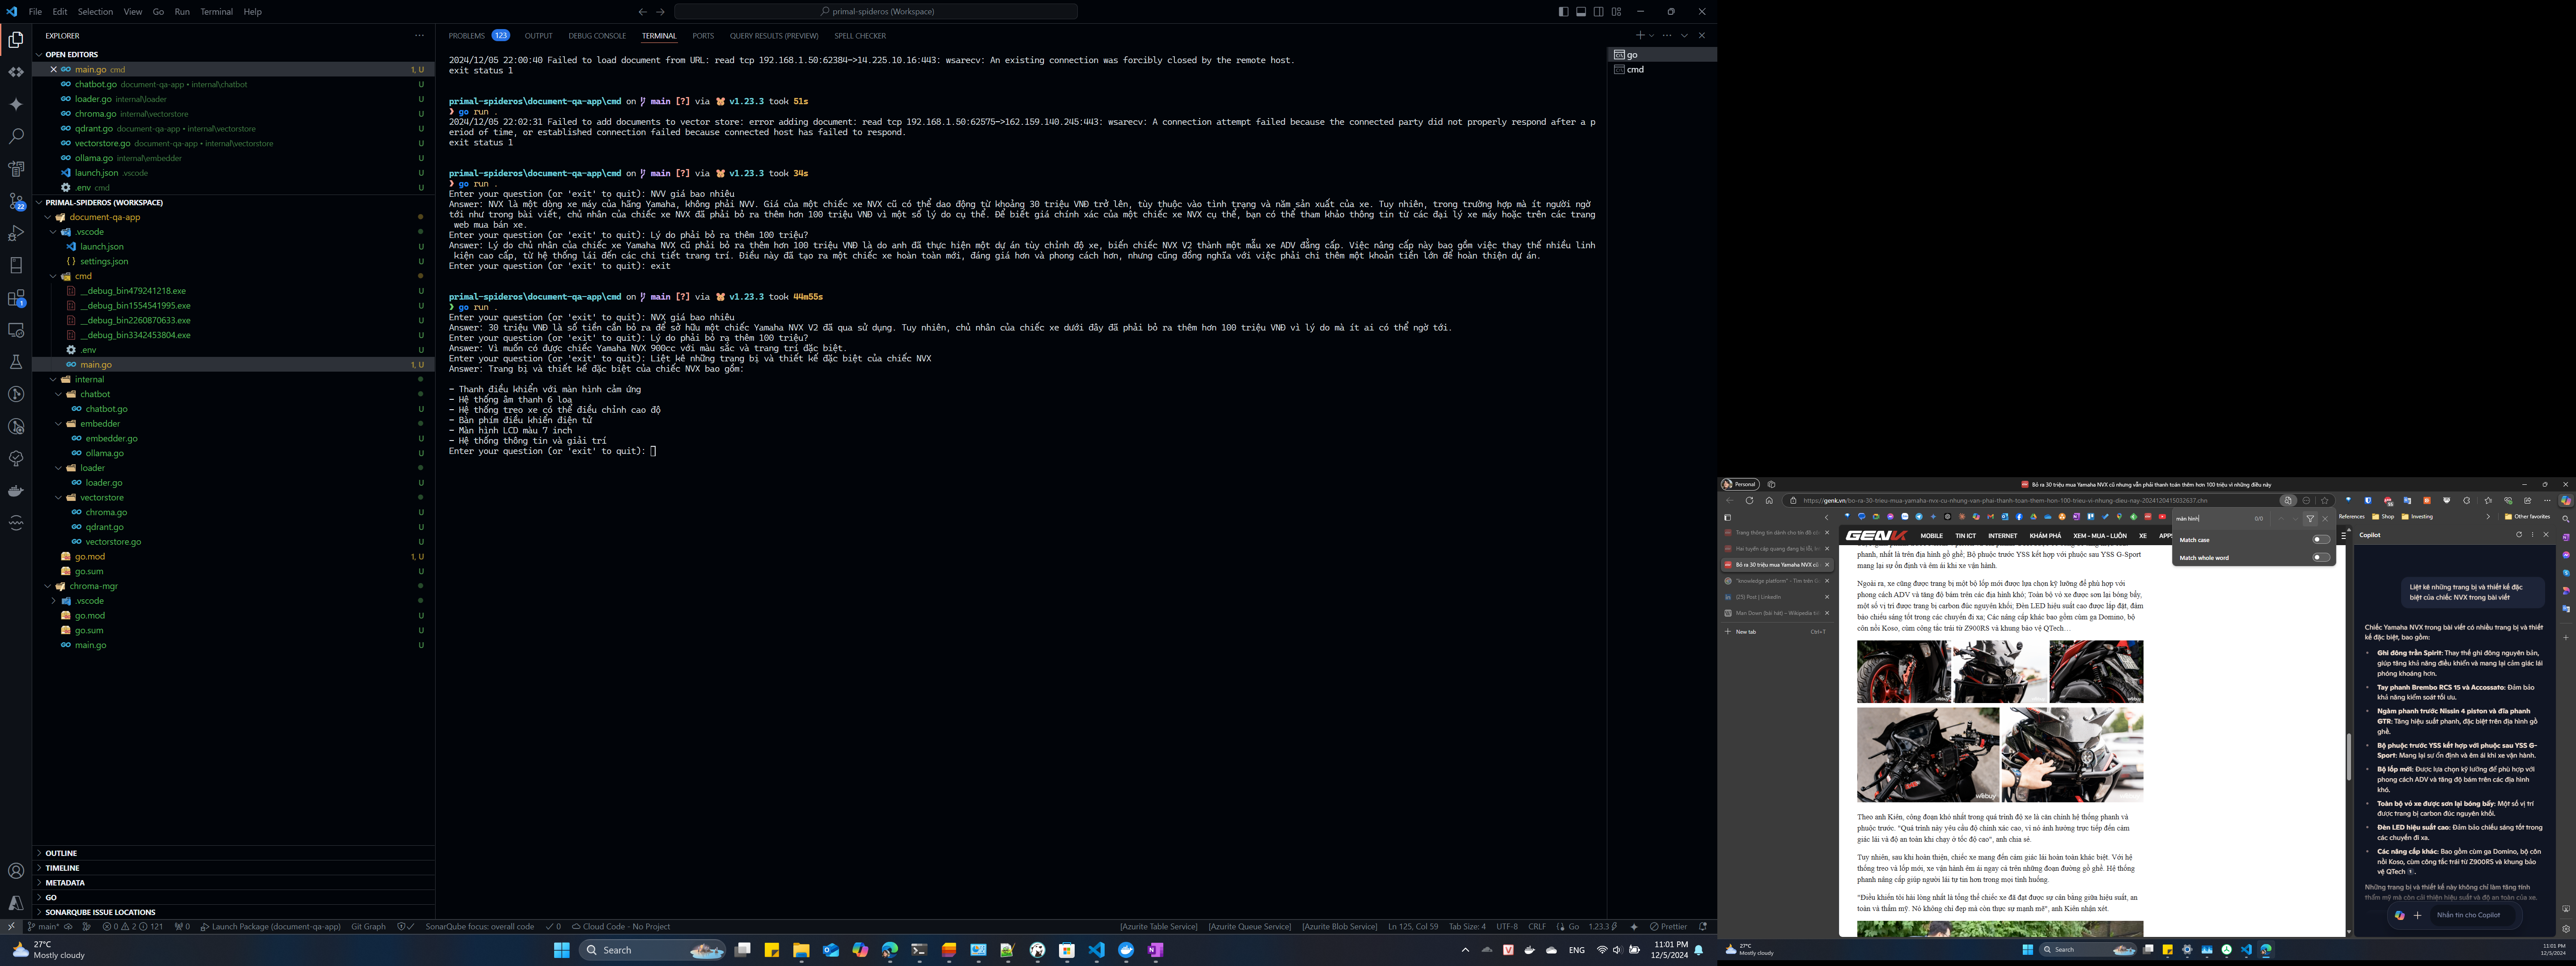 File Edit Selection View Go Run Terminal Help
primal-spideros (Workspace)
EXPLORER
OPEN EDITORS
main.go cmd 1, U
chatbot.go document-qa-app • internal\chatbot U
loader.go internal\loader U
chroma.go internal\vectorstore U
qdrant.go document-qa-app • internal\vectorstore U
vectorstore.go document-qa-app • internal\vectorstore U
ollama.go internal\embedder U
launch.json .vscode U
.env cmd U
PRIMAL-SPIDEROS (WORKSPACE)
document-qa-app
.vscode
launch.json U
settings.json U
cmd
__debug_bin479241218.exe U
__debug_bin1554541995.exe U
__debug_bin2260870633.exe U
__debug_bin3342453804.exe U
.env U
main.go 1, U
internal
chatbot
chatbot.go U
embedder
embedder.go U
ollama.go U
loader
loader.go U
vectorstore
chroma.go U
qdrant.go U
vectorstore.go U
go.mod 1, U
go.sum U
chroma-mgr
.vscode U
go.mod U
go.sum U
main.go U
OUTLINE
TIMELINE
METADATA
GO
SONARQUBE ISSUE LOCATIONS
22
1
PROBLEMS 123 OUTPUT DEBUG CONSOLE TERMINAL PORTS QUERY RESULTS (PREVIEW) SPELL CHECKER
go
cmd
2024/12/05 22:00:40 Failed to load document from URL: read tcp 192.168.1.50:62384->14.225.10.16:443: wsarecv: An existing connection was forcibly closed by the remote host.
exit status 1
primal-spideros\document-qa-app\cmd on main [?] via v1.23.3 took 51s
❯ go run .
2024/12/05 22:02:31 Failed to add documents to vector store: error adding document: read tcp 192.168.1.50:62575->162.159.140.245:443: wsarecv: A connection attempt failed because the connected party did not properly respond after a p
eriod of time, or established connection failed because connected host has failed to respond.
exit status 1
primal-spideros\document-qa-app\cmd on main [?] via v1.23.3 took 34s
❯ go run .
Enter your question (or 'exit' to quit): NVV giá bao nhiêu
Answer: NVX là một dòng xe máy của hãng Yamaha, không phải NVV. Giá của một chiếc xe NVX cũ có thể dao động từ khoảng 30 triệu VNĐ trở lên, tùy thuộc vào tình trạng và năm sản xuất của xe. Tuy nhiên, trong trường hợp mà ít người ngờ
tới như trong bài viết, chủ nhân của chiếc xe NVX đã phải bỏ ra thêm hơn 100 triệu VNĐ vì một số lý do cụ thể. Để biết giá chính xác của một chiếc xe NVX cụ thể, bạn có thể tham khảo thông tin từ các đại lý xe máy hoặc trên các trang
web mua bán xe.
Enter your question (or 'exit' to quit): Lý do phải bỏ ra thêm 100 triệu?
Answer: Lý do chủ nhân của chiếc xe Yamaha NVX cũ phải bỏ ra thêm hơn 100 triệu VNĐ là do anh đã thực hiện một dự án tùy chỉnh độ xe, biến chiếc NVX V2 thành một mẫu xe ADV đẳng cấp. Việc nâng cấp này bao gồm việc thay thế nhiều linh
kiện cao cấp, từ hệ thống lái đến các chi tiết trang trí. Điều này đã tạo ra một chiếc xe hoàn toàn mới, đáng giá hơn và phong cách hơn, nhưng cũng đồng nghĩa với việc phải chi thêm một khoản tiền lớn để hoàn thiện dự án.
Enter your question (or 'exit' to quit): exit
primal-spideros\document-qa-app\cmd on main [?] via v1.23.3 took 44m55s
❯ go run .
Enter your question (or 'exit' to quit): NVX giá bao nhiêu
Answer: 30 triệu VNĐ là số tiền cần bỏ ra để sở hữu một chiếc Yamaha NVX V2 đã qua sử dụng. Tuy nhiên, chủ nhân của chiếc xe dưới đây đã phải bỏ ra thêm hơn 100 triệu VNĐ vì lý do mà ít ai có thể ngờ tới.
Enter your question (or 'exit' to quit): Lý do phải bỏ ra thêm 100 triệu?
Answer: Vì muốn có được chiếc Yamaha NVX 900cc với màu sắc và trang trí đặc biệt.
Enter your question (or 'exit' to quit): Liệt kê những trang bị và thiết kế đặc biệt của chiếc NVX
Answer: Trang bị và thiết kế đặc biệt của chiếc NVX bao gồm:
- Thanh điều khiển với màn hình cảm ứng
- Hệ thống âm thanh 6 loa
- Hệ thống treo xe có thể điều chỉnh cao độ
- Bàn phím điều khiển điện tử
- Màn hình LCD màu 7 inch
- Hệ thống thông tin và giải trí
Enter your question (or 'exit' to quit):
main* 0 2 121 0 Launch Package (document-qa-app) Git Graph SonarQube focus: overall code 0 Cloud Code - No Project
[Azurite Table Service] [Azurite Queue Service] [Azurite Blob Service] Ln 125, Col 59 Tab Size: 4 UTF-8 CRLF Go 1.23.3 Prettier
27°C
Mostly cloudy
Search
ENG
11:01 PM
12/5/2024
Personal
Bỏ ra 30 triệu mua Yamaha NVX cũ nhưng vẫn phải thanh toán thêm hơn 100 triệu vì những điều này
https://genk.vn/bo-ra-30-trieu-mua-yamaha-nvx-cu-nhung-van-phai-thanh-toan-them-hon-100-trieu-vi-nhung-dieu-nay-2024120415032637.chn
References Shop Investing Other favorites
màn hình 0/0
Match case
Match whole word
Trang thông tin dành cho tín đồ
Hai tuyến cáp quang đang bị lỗi
Bỏ ra 30 triệu mua Yamaha NVX cũ
"knowledge platform" - Tìm trên
(25) Post | LinkedIn
Man Down (bài hát) – Wikipedia
New tab Ctrl+T
GENK MOBILE TIN ICT INTERNET KHÁM PHÁ XEM - MUA - LUÔN XE
phanh, nhất là trên địa hình gồ ghề; Bộ phuộc trước YSS kết hợp với phuộc sau YSS G-Sport
mang lại sự ổn định và êm ái khi xe vận hành.
Ngoài ra, xe cũng được trang bị một bộ lốp mới được lựa chọn kỹ lưỡng để phù hợp với
phong cách ADV và tăng độ bám trên các địa hình khó; Toàn bộ vỏ xe được sơn lại bóng bẩy,
một số vị trí được trang bị carbon đúc nguyên khối; Đèn LED hiệu suất cao được lắp đặt, đảm
bảo chiếu sáng tốt trong các chuyến đi xa; Các nâng cấp khác bao gồm cùm ga Domino, bộ
côn nồi Koso, cùm công tắc trái từ Z900RS và khung bảo vệ QTech…
Theo anh Kiên, công đoạn khó nhất trong quá trình độ xe là cân chỉnh hệ thống phanh và
phuộc trước. "Quá trình này yêu cầu độ chính xác cao, vì nó ảnh hưởng trực tiếp đến cảm
giác lái và độ an toàn khi chạy ở tốc độ cao", anh chia sẻ.
Tuy nhiên, sau khi hoàn thiện, chiếc xe mang đến cảm giác lái hoàn toàn khác biệt. Với hệ
thống treo và lốp mới, xe vận hành êm ái ngay cả trên những đoạn đường gồ ghề. Hệ thống
phanh nâng cấp giúp người lái tự tin hơn trong mọi tình huống.
"Điều khiến tôi hài lòng nhất là tổng thể chiếc xe đã đạt được sự cân bằng giữa hiệu suất, an
toàn và thẩm mỹ. Nó không chỉ đẹp mà còn thực sự mạnh mẽ", anh Kiên nhận xét.
Copilot
Liệt kê những trang bị và thiết kế đặc
biệt của chiếc NVX trong bài viết
Chiếc Yamaha NVX trong bài viết có nhiều trang bị và thiết
kế đặc biệt, bao gồm:
• Ghi đông trần Spirit: Thay thế ghi đông nguyên bản,
giúp tăng khả năng điều khiển và mang lại cảm giác lái
phóng khoáng hơn.
• Tay phanh Brembo RCS 15 và Accossato: Đảm bảo
khả năng kiểm soát tối ưu.
• Ngàm phanh trước Nissin 4 piston và đĩa phanh
GTR: Tăng hiệu suất phanh, đặc biệt trên địa hình gồ
ghề.
• Bộ phuộc trước YSS kết hợp với phuộc sau YSS G-
Sport: Mang lại sự ổn định và êm ái khi xe vận hành.
• Bộ lốp mới: Được lựa chọn kỹ lưỡng để phù hợp với
phong cách ADV và tăng độ bám trên các địa hình
khó.
• Toàn bộ vỏ xe được sơn lại bóng bẩy: Một số vị trí
được trang bị carbon đúc nguyên khối.
• Đèn LED hiệu suất cao: Đảm bảo chiếu sáng tốt trong
các chuyến đi xa.
• Các nâng cấp khác: Bao gồm cùm ga Domino, bộ côn
nồi Koso, cùm công tắc trái từ Z900RS và khung bảo
vệ QTech
Những trang bị và thiết kế này không chỉ làm tăng tính
thẩm mỹ mà còn cải thiện hiệu suất và độ an toàn của xe.
Nhắn tin cho Copilot
27°C
Mostly cloudy
Search
11:01 PM
12/5/2024